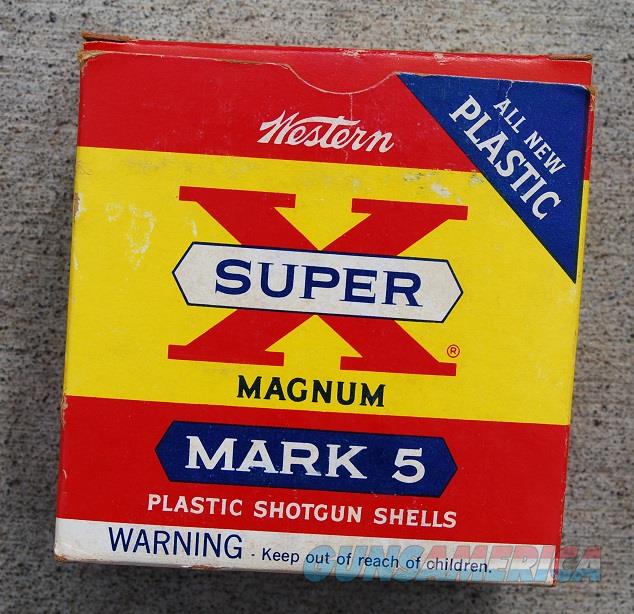 Western
ALL NEW
PLASTIC
X
SUPER
®
MAGNUM
MARK 5
PLASTIC SHOTGUN SHELLS
WARNING - Keep out of reach of children.
GUNSAMERICA